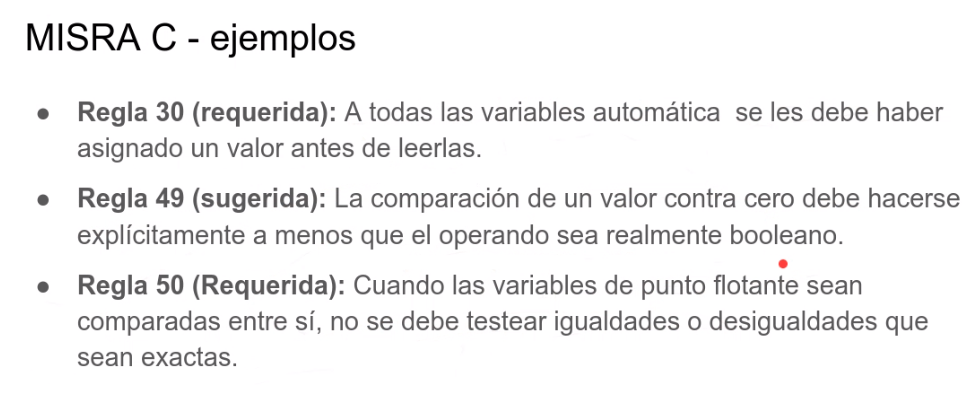 MISRA C - ejemplos
● Regla 30 (requerida): A todas las variables automática  se les debe haber
asignado un valor antes de leerlas.
● Regla 49 (sugerida): La comparación de un valor contra cero debe hacerse
explícitamente a menos que el operando sea realmente booleano.
● Regla 50 (Requerida): Cuando las variables de punto flotante sean
comparadas entre sí, no se debe testear igualdades o desigualdades que
sean exactas.